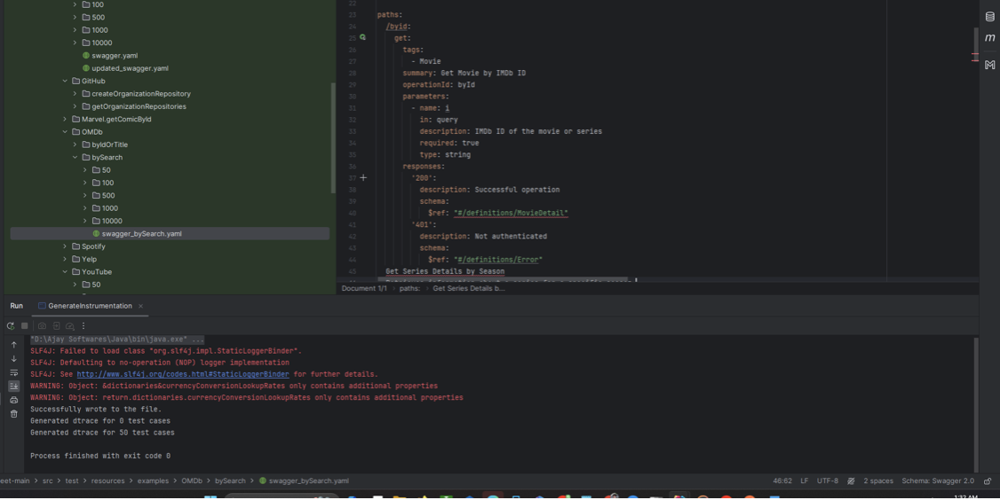 100
500
1000
10000
swagger.yaml
updated_swagger.yaml
GitHub
createOrganizationRepository
getOrganizationRepositories
Marvel.getComicById
OMDb
byIdOrTitle
bySearch
50
100
500
1000
10000
swagger_bySearch.yaml
Spotify
Yelp
YouTube
50
22
23 paths:
24 /byid:
25 get:
26 tags:
27 - Movie
28 summary: Get Movie by IMDb ID
29 operationId: byId
30 parameters:
31 - name: i
32 in: query
33 description: IMDb ID of the movie or series
34 required: true
35 type: string
36 responses:
37 '200':
38 description: Successful operation
39 schema:
40 $ref: "#/definitions/MovieDetail"
41 '401':
42 description: Not authenticated
43 schema:
44 $ref: "#/definitions/Error"
45 Get Series Details by Season
Document 1/1 › paths: › Get Series Details b...
m
Run GenerateInstrumentation ×
"D:\Ajay Softwares\Java\bin\java.exe" ...
SLF4J: Failed to load class "org.slf4j.impl.StaticLoggerBinder".
SLF4J: Defaulting to no-operation (NOP) logger implementation
SLF4J: See http://www.slf4j.org/codes.html#StaticLoggerBinder for further details.
WARNING: Object: &dictionaries&currencyConversionLookupRates only contains additional properties
WARNING: Object: return.dictionaries.currencyConversionLookupRates only contains additional properties
Successfully wrote to the file.
Generated dtrace for 0 test cases
Generated dtrace for 50 test cases
Process finished with exit code 0
eet-main › src › test › resources › examples › OMDb › bySearch › swagger_bySearch.yaml
46:62 LF UTF-8 2 spaces Schema: Swagger 2.0